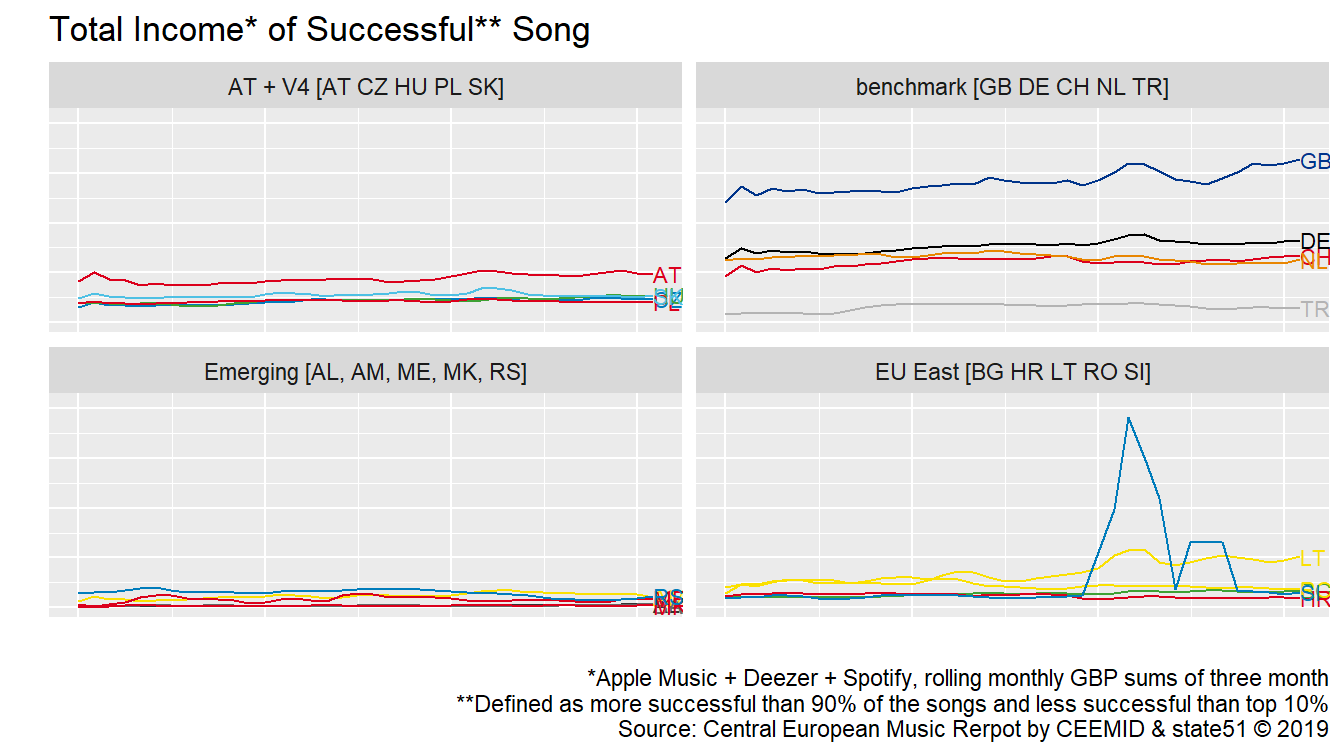 Total Income* of Successful** Song
AT + V4 [AT CZ HU PL SK]
benchmark [GB DE CH NL TR]
AT
PL
GB
DE
NL
TR
Emerging [AL, AM, ME, MK, RS]
EU East [BG HR LT RO SI]
RS
MK
LT
HR
*Apple Music + Deezer + Spotify, rolling monthly GBP sums of three month
**Defined as more successful than 90% of the songs and less successful than top 10%
Source: Central European Music Rerpot by CEEMID & state51 © 2019